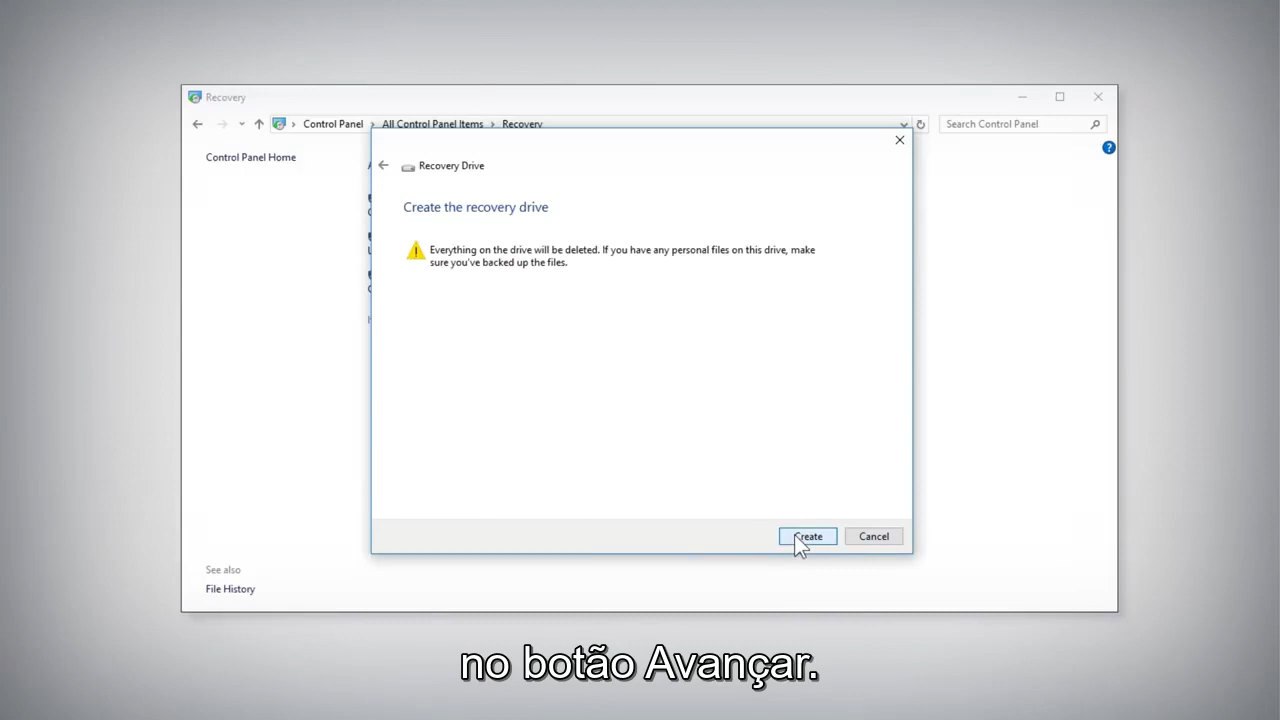 Recovery
Control Panel > All Control Panel Items > Recovery
Search Control Panel
Control Panel Home
Recovery Drive
Create the recovery drive
Everything on the drive will be deleted. If you have any personal files on this drive, make
sure you've backed up the files.
Create
Cancel
See also
File History
no botão Avançar.